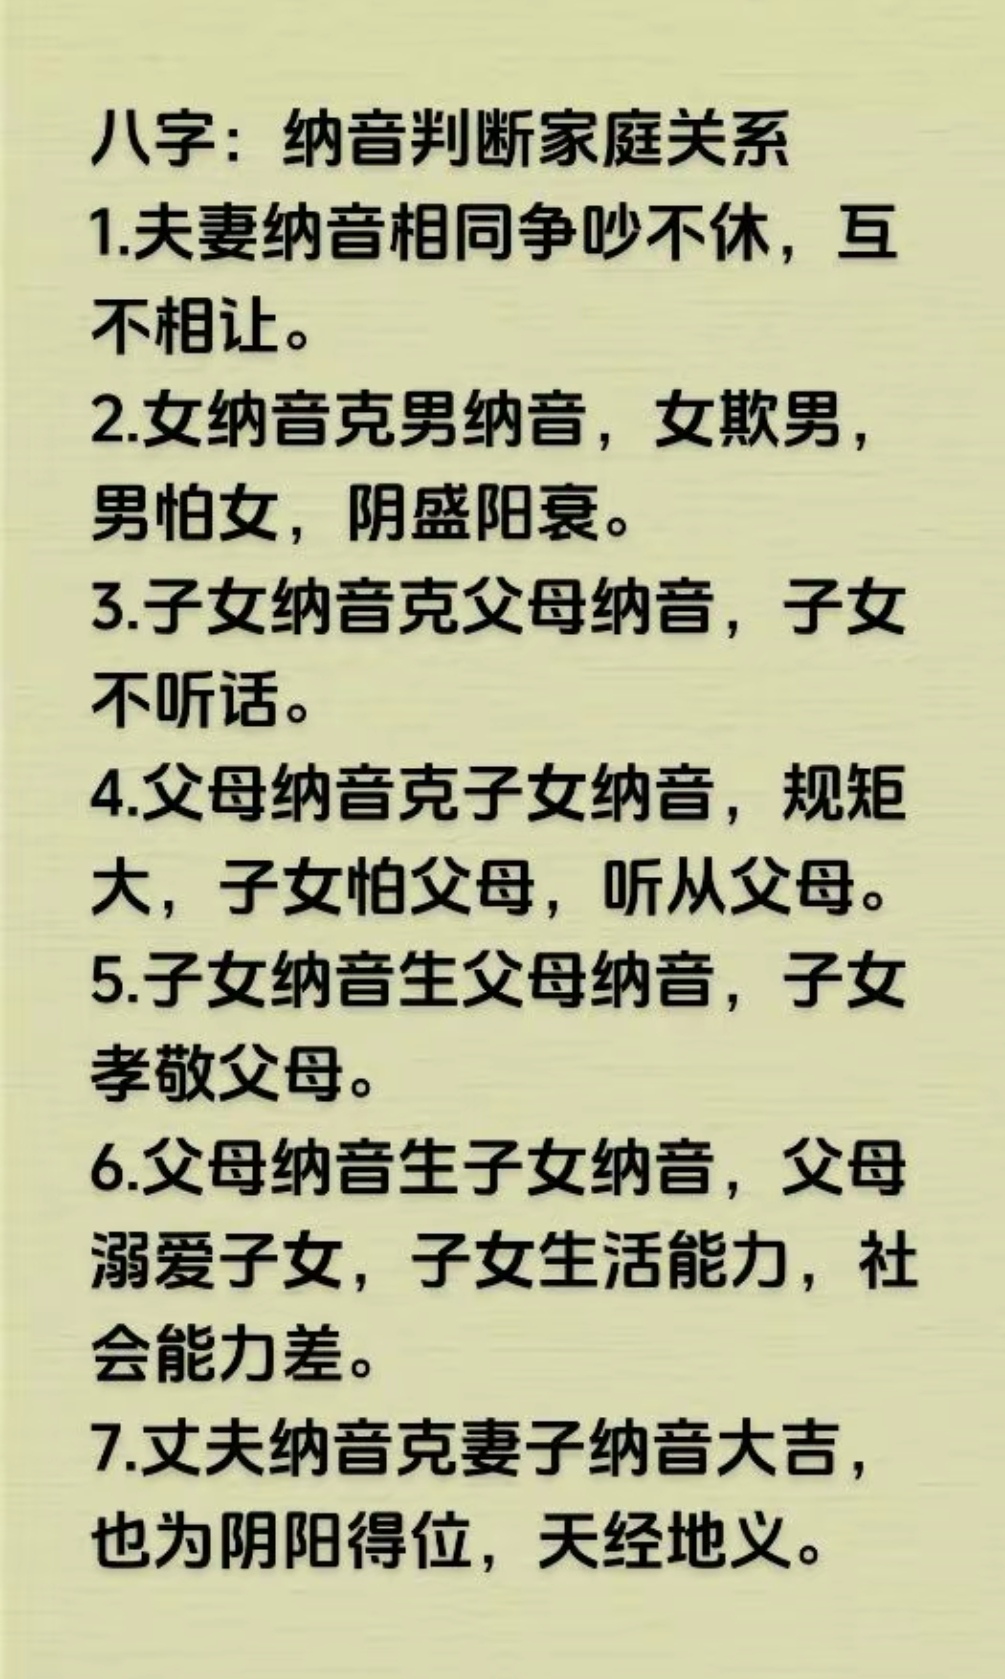 八字：纳音判断家庭关系
1.夫妻纳音相同争吵不休，互
不相让。
2.女纳音克男纳音，女欺男，
男怕女，阴盛阳衰。
3.子女纳音克父母纳音，子女
不听话。
4.父母纳音克子女纳音，规矩
大，子女怕父母，听从父母。
5.子女纳音生父母纳音，子女
孝敬父母。
6.父母纳音生子女纳音，父母
溺爱子女，子女生活能力，社
会能力差。
7.丈夫纳音克妻子纳音大吉，
也为阴阳得位，天经地义。